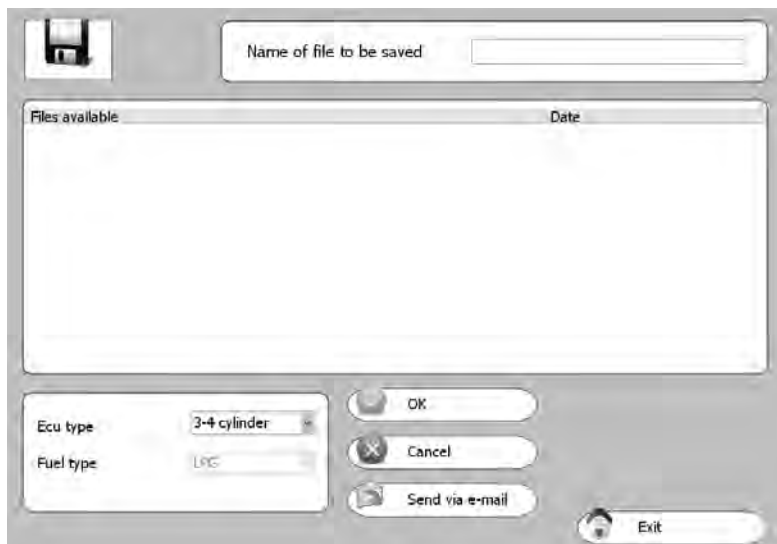 Name of file to be saved
Files available Date
Ecu type 3-4 cylinder
Fuel type LPG
OK
Cancel
Send via e-mail
Exit